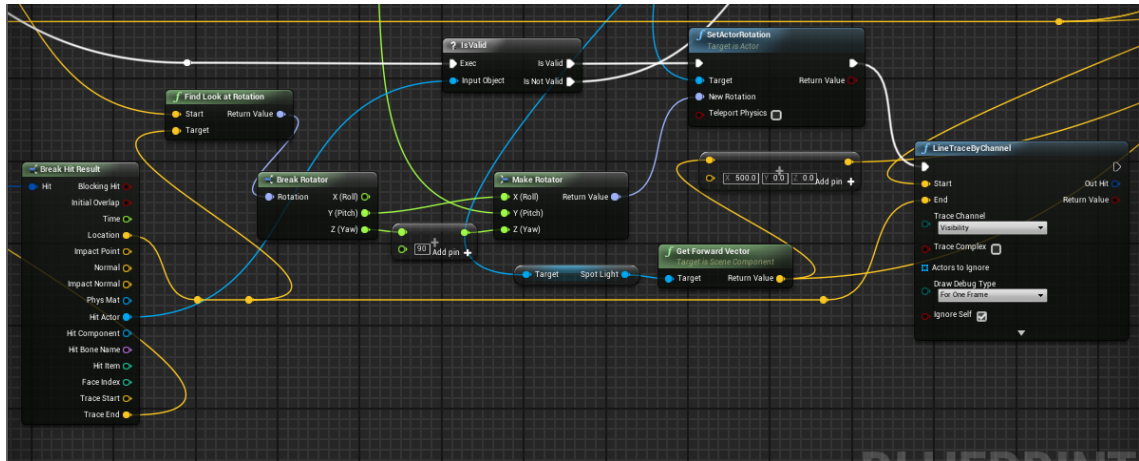 ? IsValid
Exec Is Valid
Input Object Is Not Valid
f SetActorRotation
Target is Actor
Target Return Value
New Rotation
Teleport Physics
f Find Look at Rotation
Start Return Value
Target
Break Hit Result
Hit Blocking Hit
Initial Overlap
Time
Location
Impact Point
Normal
Impact Normal
Phys Mat
Hit Actor
Hit Component
Hit Bone Name
Hit Item
Face Index
Trace Start
Trace End
Break Rotator
Rotation X (Roll)
Y (Pitch)
Z (Yaw)
90 Add pin +
Make Rotator
X (Roll) Return Value
Y (Pitch)
Z (Yaw)
Target Spot Light
f Get Forward Vector
Target is Scene Component
Target Return Value
+
X 500.0 Y 0.0 Z 0.0 Add pin +
f LineTraceByChannel
Start Out Hit
End Return Value
Trace Channel
Visibility
Trace Complex
Actors to Ignore
Draw Debug Type
For One Frame
Ignore Self
BLUEPRINT